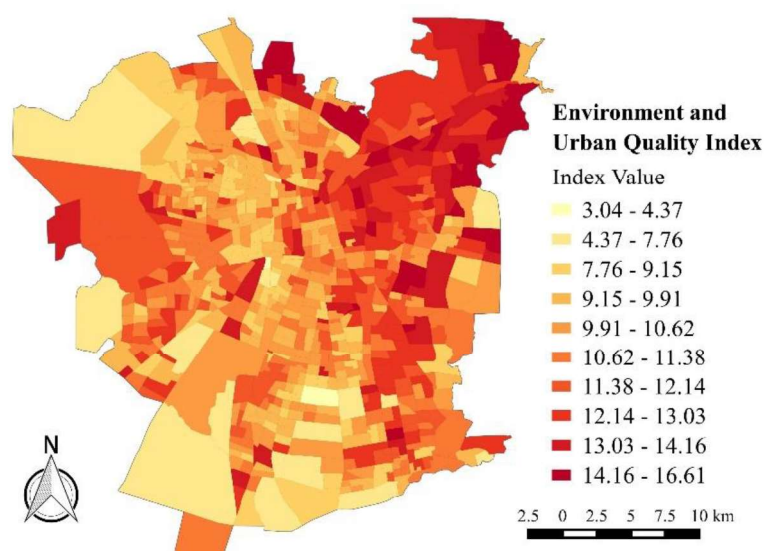 Environment and
Urban Quality Index
Index Value
3.04 - 4.37
4.37 - 7.76
7.76 - 9.15
9.15 - 9.91
9.91 - 10.62
10.62 - 11.38
11.38 - 12.14
12.14 - 13.03
13.03 - 14.16
14.16 - 16.61
N
2.5 0 2.5 5 7.5 10 km